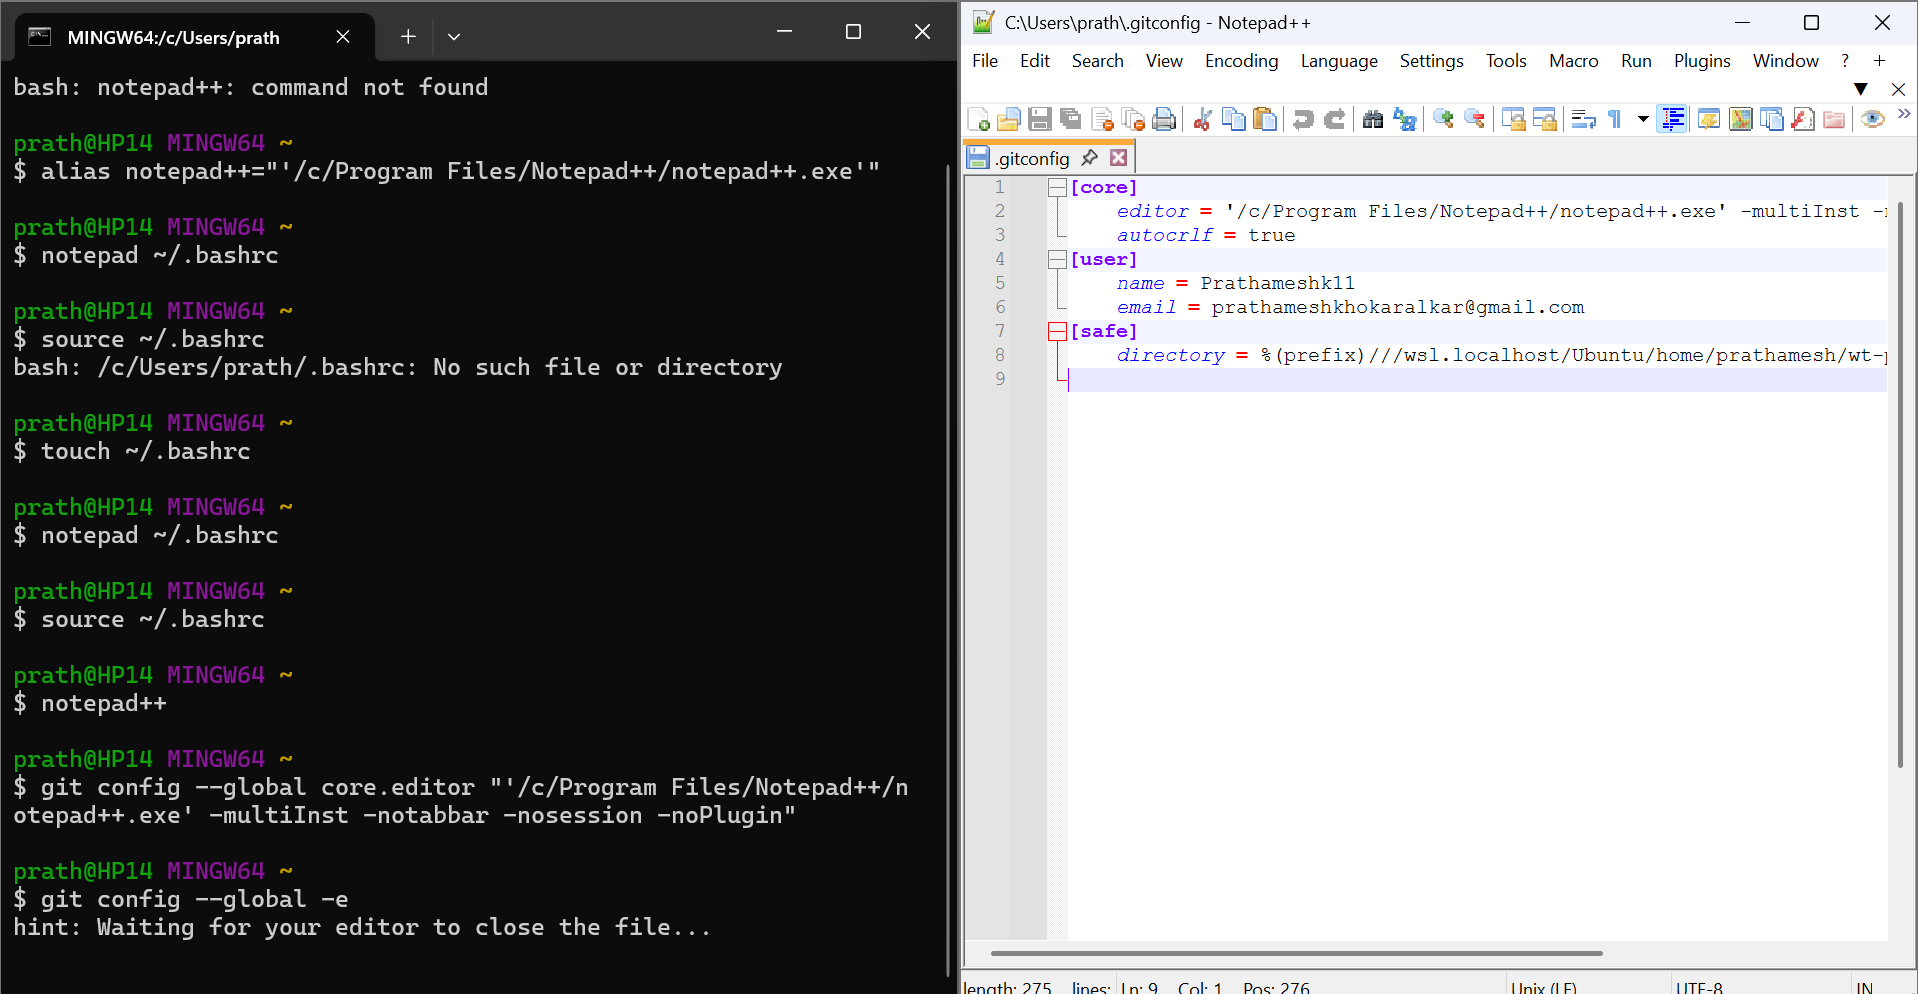 MINGW64:/c/Users/prath
bash: notepad++: command not found
prath@HP14 MINGW64 ~
$ alias notepad++="'/c/Program Files/Notepad++/notepad++.exe'"
prath@HP14 MINGW64 ~
$ notepad ~/.bashrc
prath@HP14 MINGW64 ~
$ source ~/.bashrc
bash: /c/Users/prath/.bashrc: No such file or directory
prath@HP14 MINGW64 ~
$ touch ~/.bashrc
prath@HP14 MINGW64 ~
$ notepad ~/.bashrc
prath@HP14 MINGW64 ~
$ source ~/.bashrc
prath@HP14 MINGW64 ~
$ notepad++
prath@HP14 MINGW64 ~
$ git config --global core.editor "'/c/Program Files/Notepad++/n
otepad++.exe' -multiInst -notabbar -nosession -noPlugin"
prath@HP14 MINGW64 ~
$ git config --global -e
hint: Waiting for your editor to close the file...
C:\Users\prath\.gitconfig - Notepad++
File Edit Search View Encoding Language Settings Tools Macro Run Plugins Window ? +
.gitconfig
1 [core]
2 editor = '/c/Program Files/Notepad++/notepad++.exe' -multiInst
3 autocrlf = true
4 [user]
5 name = Prathameshk11
6 email = prathameshkhokaralkar@gmail.com
7 [safe]
8 directory = %(prefix)///wsl.localhost/Ubuntu/home/prathamesh/wt-
9
length: 275 lines: Ln: 9 Col: 1 Pos: 276 Unix (LF) UTF-8 IN